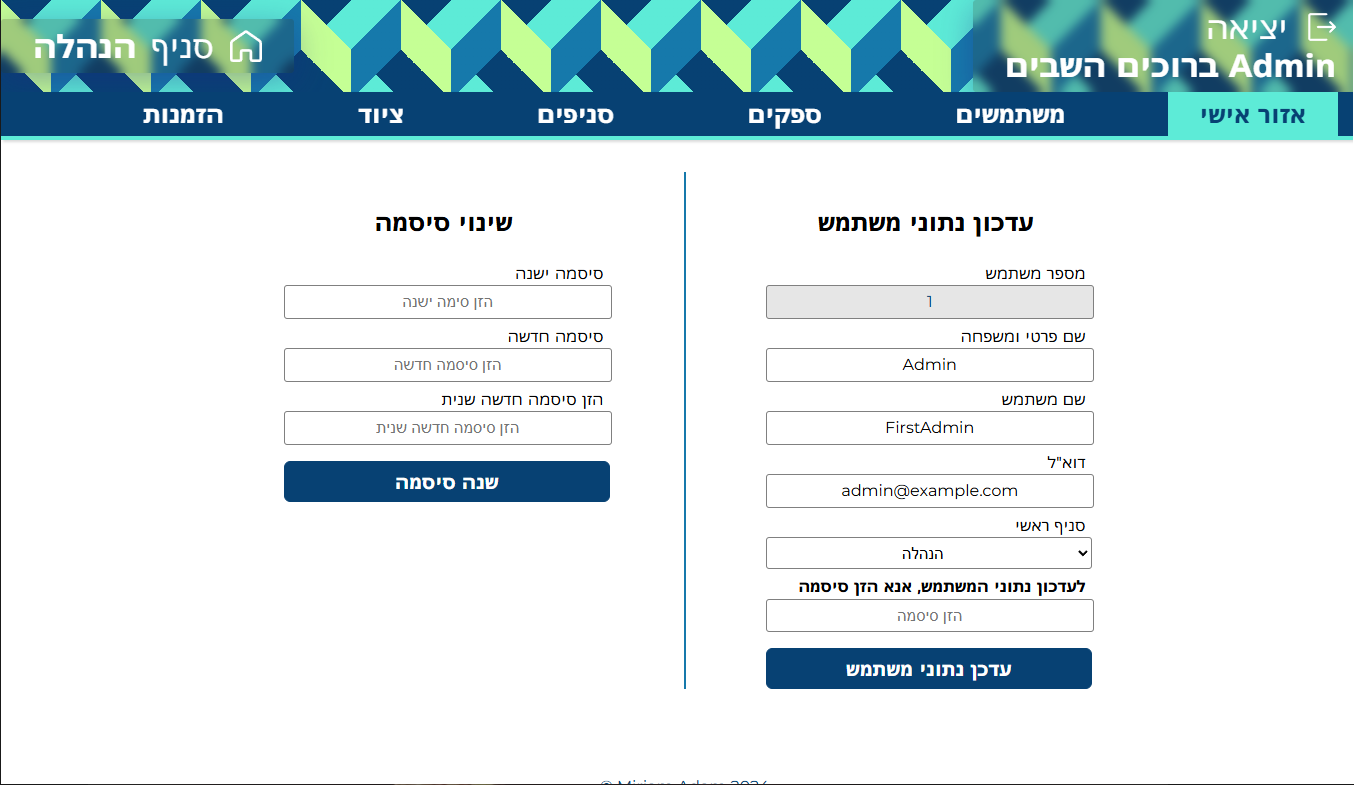 יציאה
Admin ברוכים השבים
סניף הנהלה
אזור אישי
משתמשים
ספקים
סניפים
ציוד
הזמנות
עדכון נתוני משתמש
מספר משתמש
1
שם פרטי ומשפחה
Admin
שם משתמש
FirstAdmin
דוא"ל
admin@example.com
סניף ראשי
הנהלה
לעדכון נתוני המשתמש, אנא הזן סיסמה
הזן סיסמה
עדכן נתוני משתמש
שינוי סיסמה
סיסמה ישנה
הזן סימה ישנה
סיסמה חדשה
הזן סיסמה חדשה
הזן סיסמה חדשה שנית
הזן סיסמה חדשה שנית
שנה סיסמה